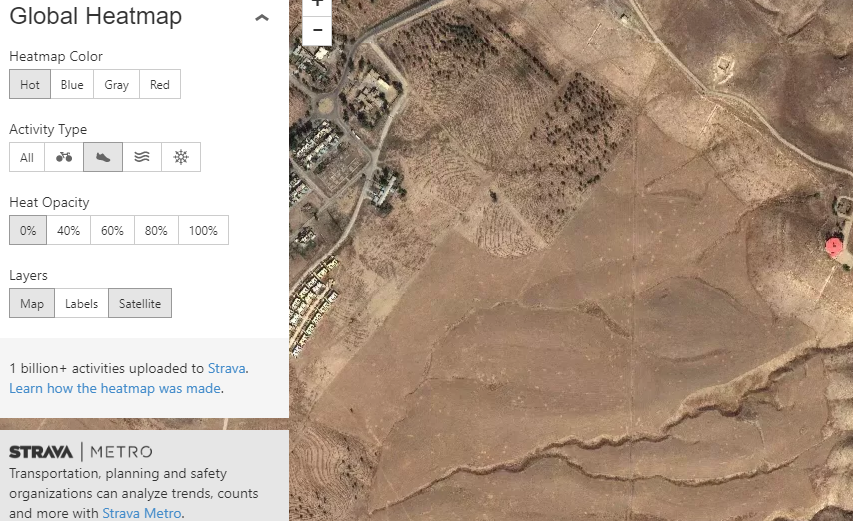 Global Heatmap
Heatmap Color
Hot Blue Gray Red
Activity Type
All
Heat Opacity
0% 40% 60% 80% 100%
Layers
Map Labels Satellite
1 billion+ activities uploaded to Strava.
Learn how the heatmap was made.
STRAVA | METRO
Transportation, planning and safety
organizations can analyze trends, counts
and more with Strava Metro.
+
−
L